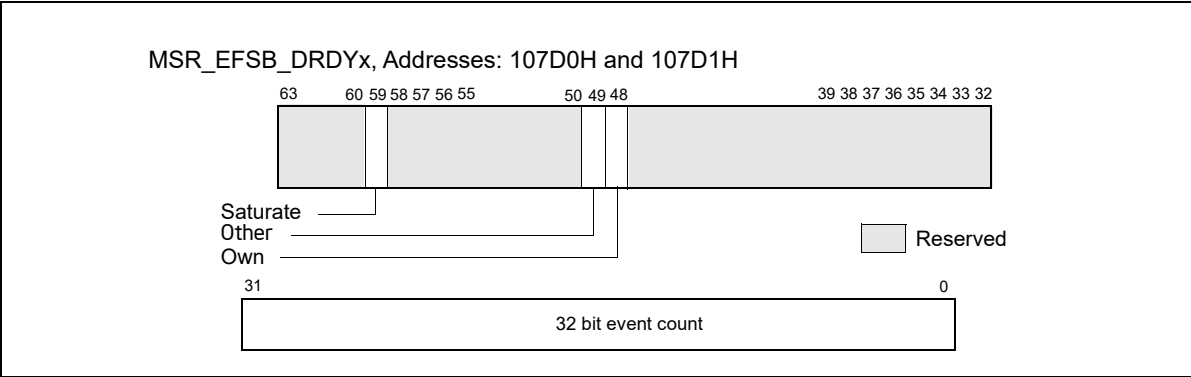 MSR_EFSB_DRDYx, Addresses: 107D0H and 107D1H
63 60 59 58 57 56 55 50 49 48 39 38 37 36 35 34 33 32
Saturate
Other
Own
Reserved
31 0
32 bit event count